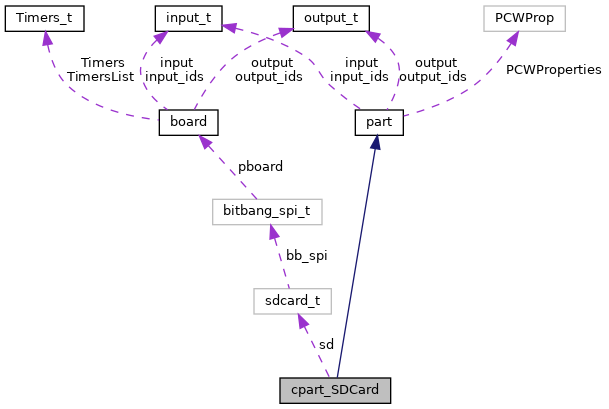 Timers_t
input_t
output_t
PCWProp
Timers
TimersList
input
input_ids
output
output_ids
input
input_ids
output
output_ids
PCWProperties
board
part
pboard
bitbang_spi_t
bb_spi
sdcard_t
sd
cpart_SDCard